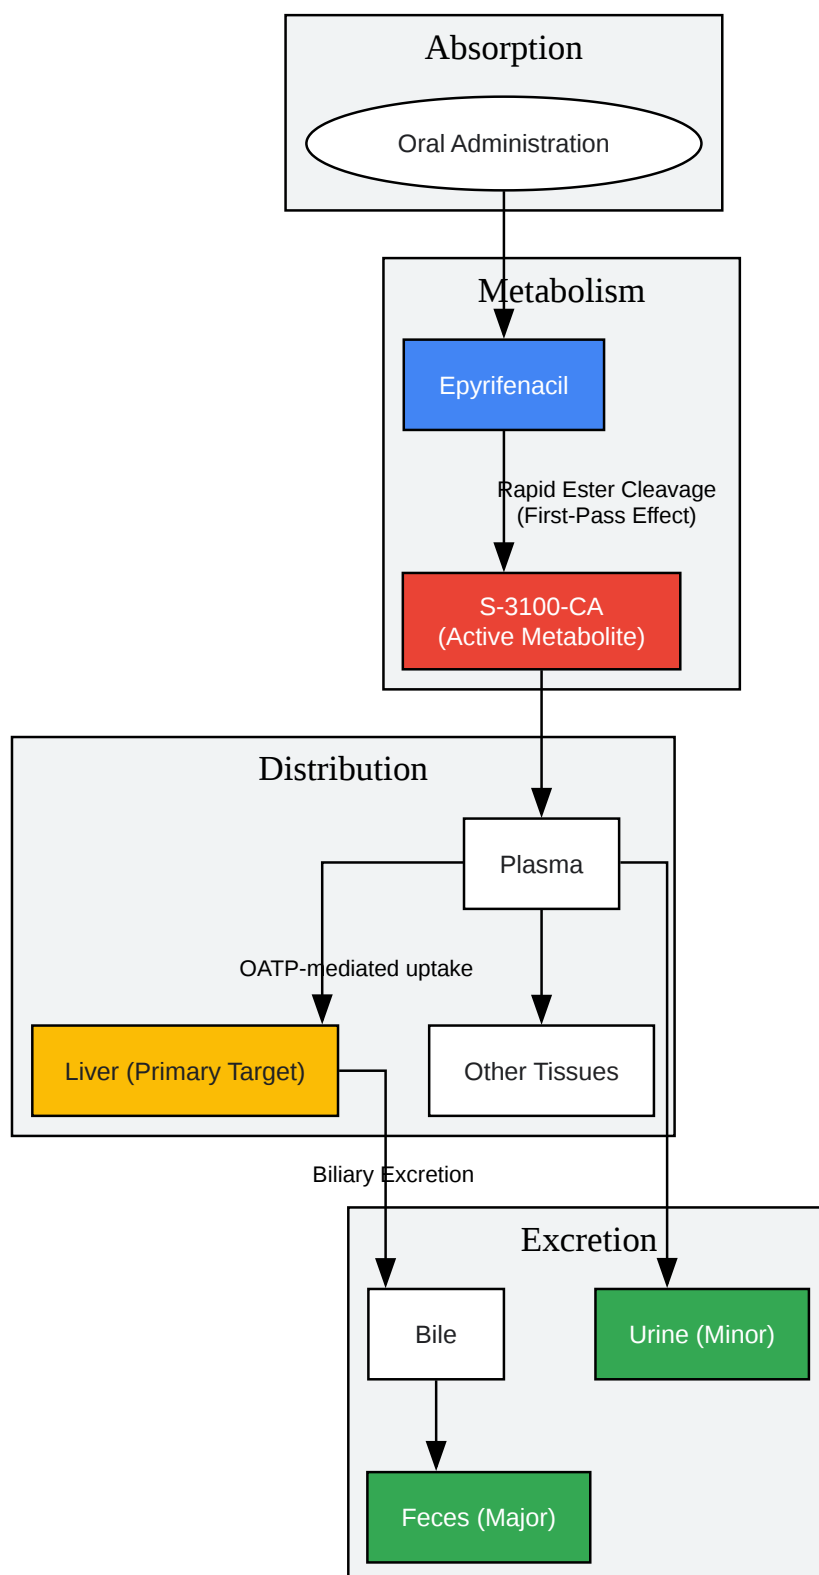 Absorption
Oral Administration
Metabolism
Epyrifenacil
Rapid Ester Cleavage
(First-Pass Effect)
S-3100-CA
(Active Metabolite)
Distribution
Plasma
OATP-mediated uptake
Liver (Primary Target)
Other Tissues
Biliary Excretion
Excretion
Bile
Urine (Minor)
Feces (Major)